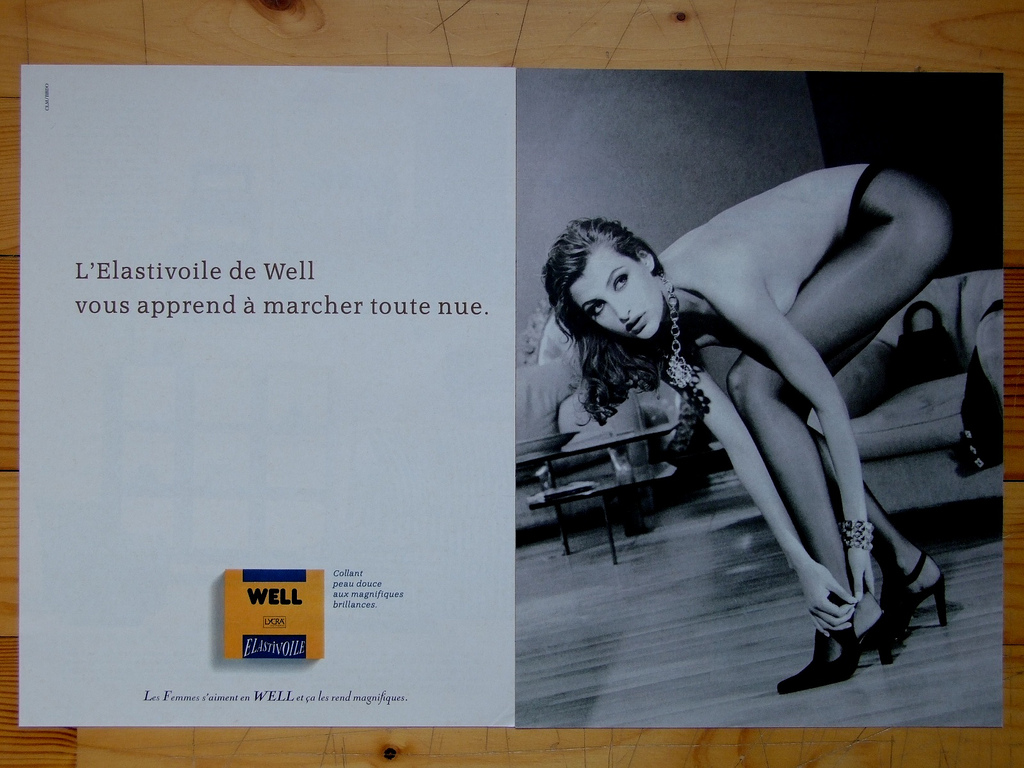 L'Elastivoile de Well
vous apprend à marcher toute nue.
WELL
LYCRA
ELASTIVOILE
Collant
peau douce
aux magnifiques
brillances.
Les Femmes s'aiment en WELL et ça les rend magnifiques.